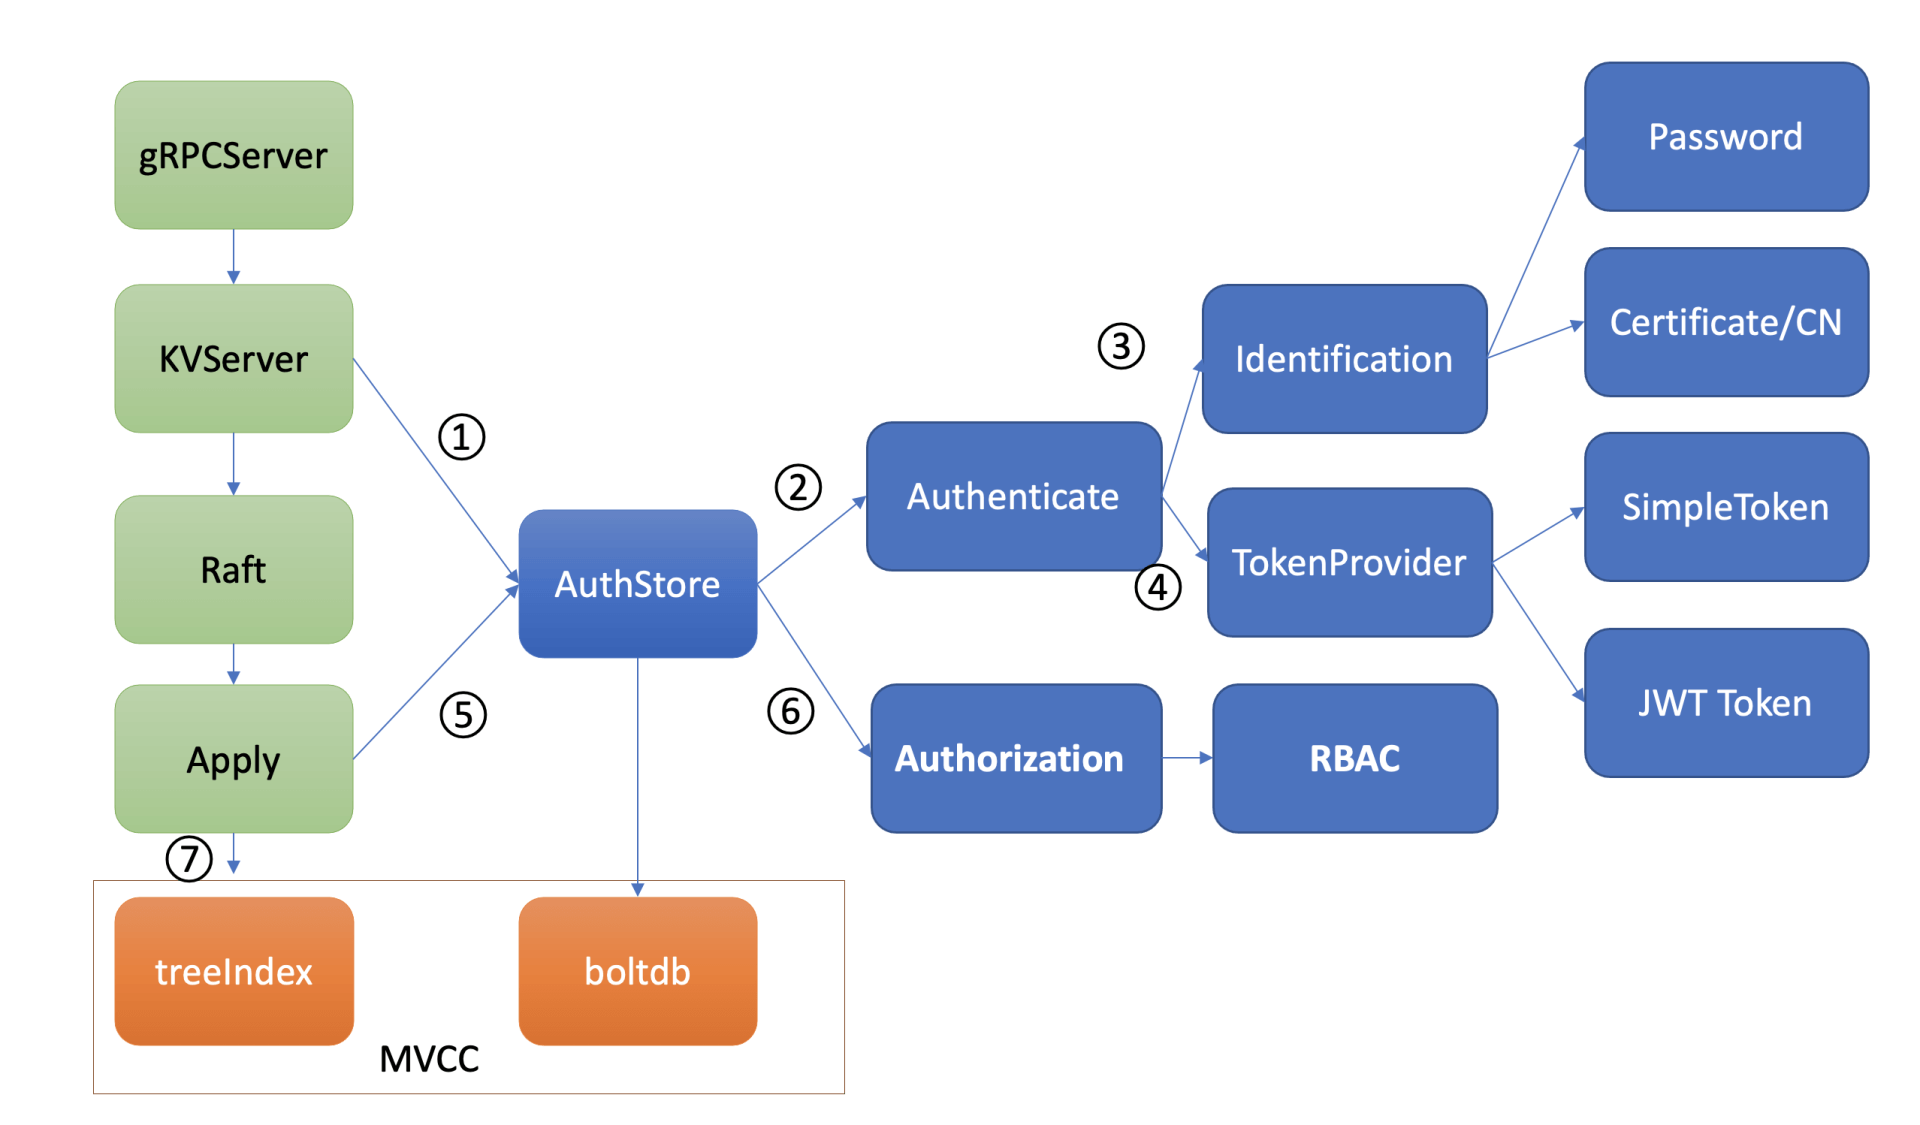 gRPCServer
KVServer
Raft
Apply
①
⑤
⑦
AuthStore
②
⑥
Authenticate
Authorization
③
④
Identification
TokenProvider
RBAC
Password
Certificate/CN
SimpleToken
JWT Token
treeIndex
boltdb
MVCC